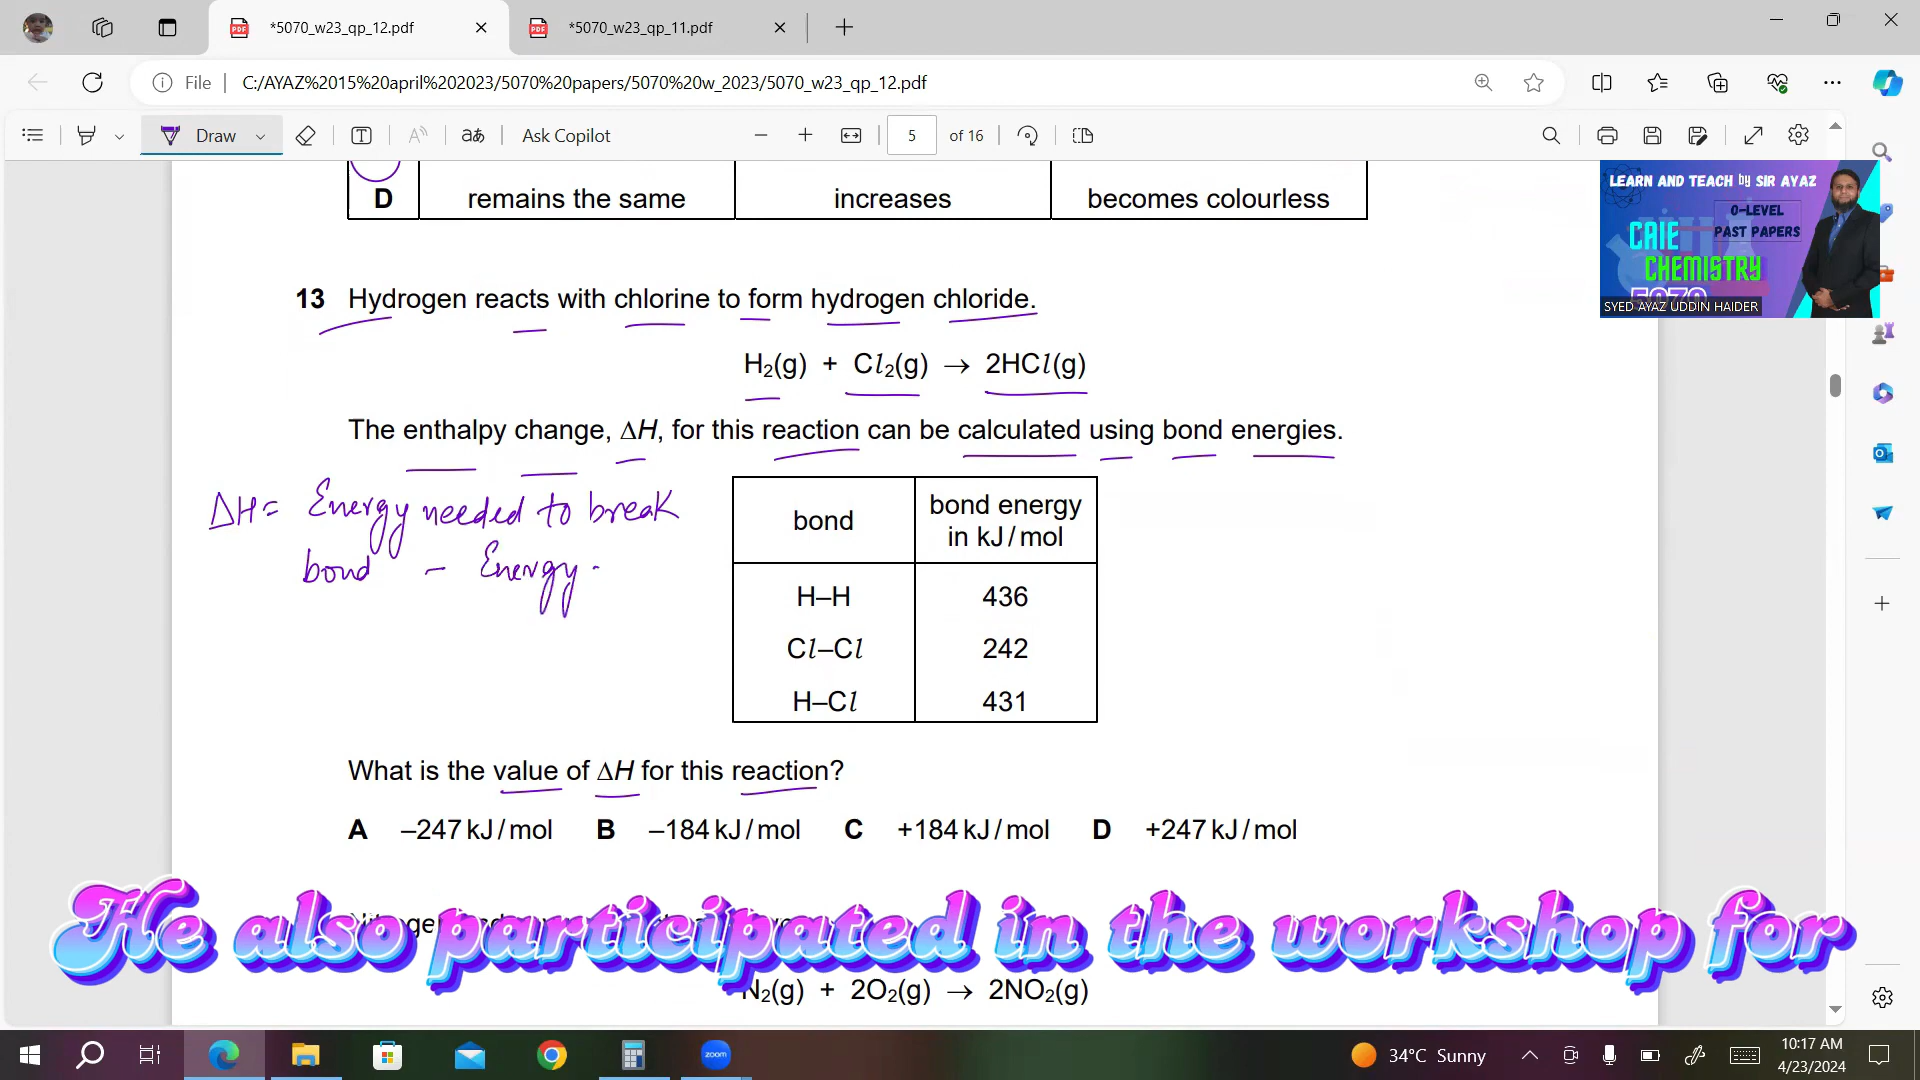 *5070_w23_qp_12.pdf
*5070_w23_qp_11.pdf
File
C:/AYAZ%2015%20april%202023/5070%20papers/5070%20w_2023/5070_w23_qp_12.pdf
Draw
Ask Copilot
5 of 16
D remains the same increases becomes colourless
LEARN AND TEACH by SIR AYAZ
O-LEVEL
PAST PAPERS
CAIE
CHEMISTRY
5070
SYED AYAZ UDDIN HAIDER
13 Hydrogen reacts with chlorine to form hydrogen chloride.
H₂(g) + Cl₂(g) → 2HCl(g)
The enthalpy change, ΔH, for this reaction can be calculated using bond energies.
ΔH = Energy needed to break
bond – Energy
bond bond energy
in kJ/mol
H–H 436
Cl–Cl 242
H–Cl 431
What is the value of ΔH for this reaction?
A –247 kJ/mol B –184 kJ/mol C +184 kJ/mol D +247 kJ/mol
He also participated in the workshop for
N₂(g) + 2O₂(g) → 2NO₂(g)
34°C Sunny
zoom
10:17 AM
4/23/2024